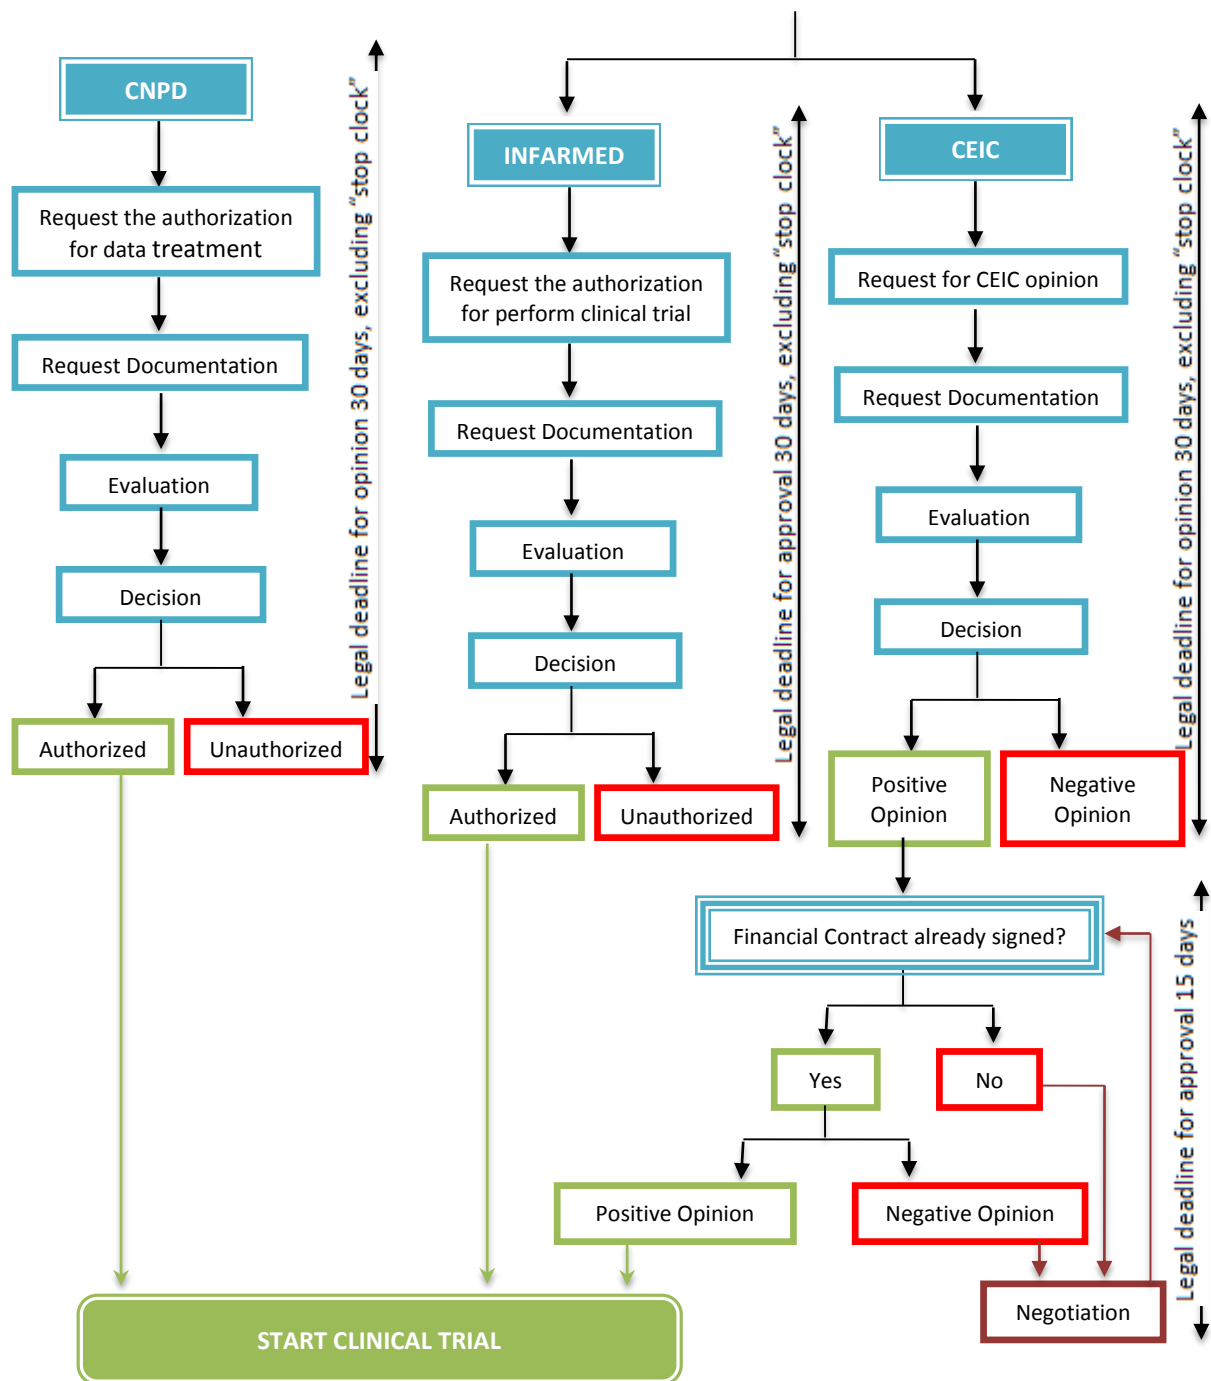 CNPD
Request the authorization
for data treatment
Request Documentation
Evaluation
Decision
Authorized
Unauthorized
Legal deadline for opinion 30 days, excluding “stop clock”
INFARMED
Request the authorization
for perform clinical trial
Request Documentation
Evaluation
Decision
Authorized
Unauthorized
Legal deadline for approval 30 days, excluding “stop clock”
CEIC
Request for CEIC opinion
Request Documentation
Evaluation
Decision
Positive
Opinion
Negative
Opinion
Legal deadline for opinion 30 days, excluding “stop clock”
Financial Contract already signed?
Yes
No
Positive Opinion
Negative Opinion
Negotiation
Legal deadline for approval 15 days
START CLINICAL TRIAL